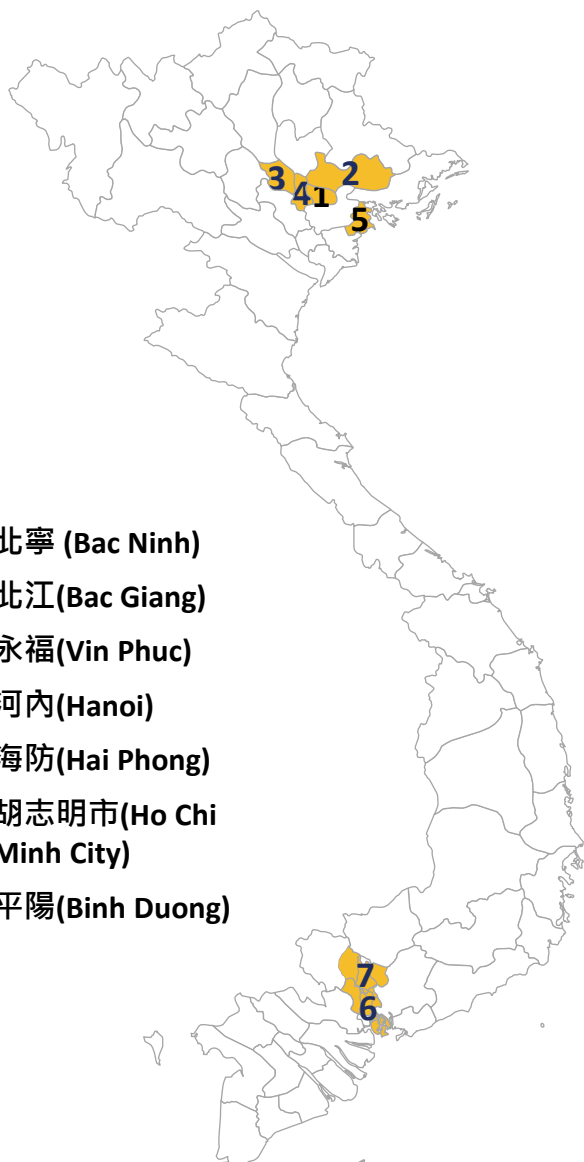 3
2
4
1
5
北寧 (Bac Ninh)
北江(Bac Giang)
永福(Vin Phuc)
河內(Hanoi)
海防(Hai Phong)
胡志明市(Ho Chi
Minh City)
平陽(Binh Duong)
7
6